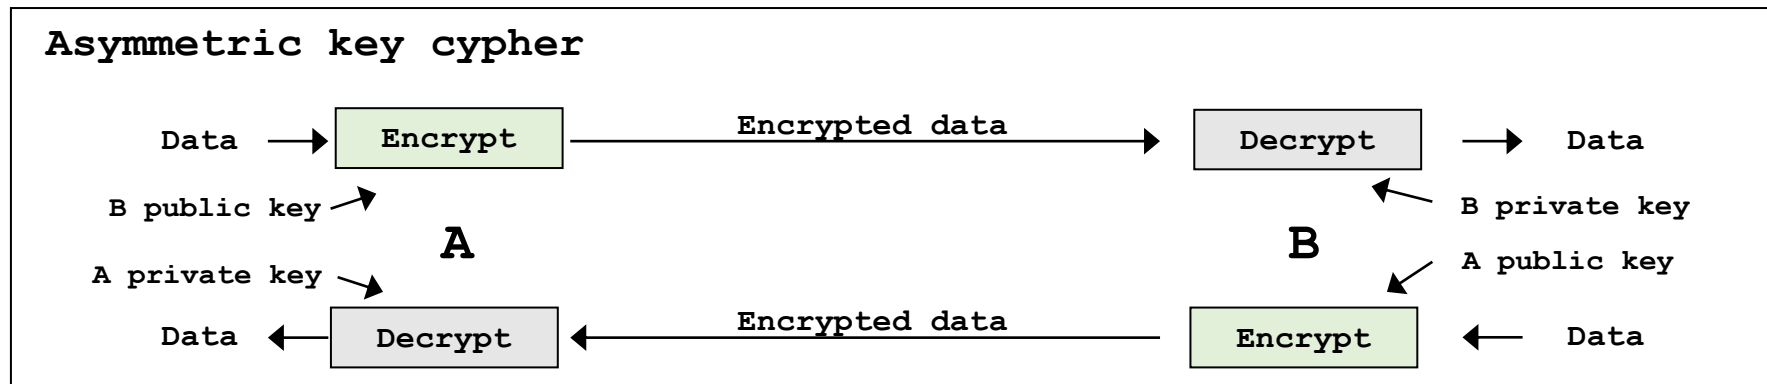 Asymmetric key cypher
Data Encrypt Encrypted data Decrypt Data
B public key B private key
A B
A private key A public key
Data Decrypt Encrypted data Encrypt Data